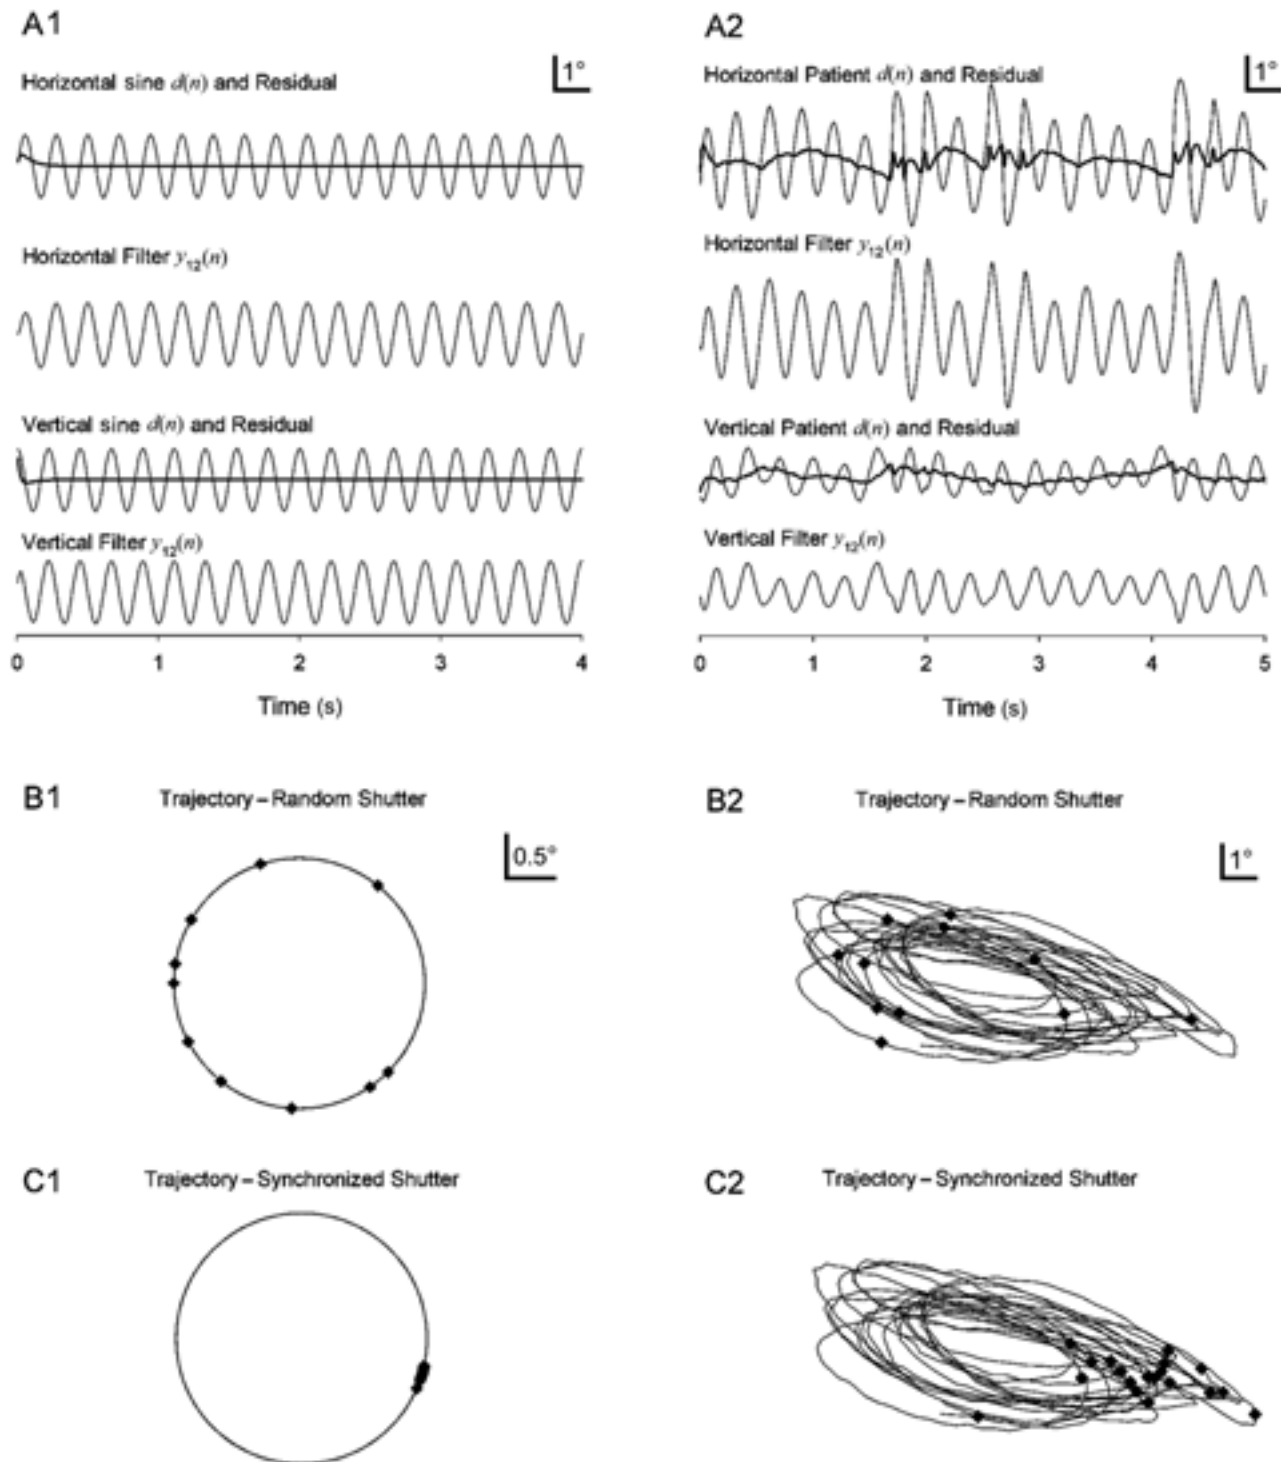 A1
Horizontal sine d(n) and Residual
1°
Horizontal Filter y₁₂(n)
Vertical sine d(n) and Residual
Vertical Filter y₁₂(n)
0 1 2 3 4
Time (s)
A2
Horizontal Patient d(n) and Residual
1°
Horizontal Filter y₁₂(n)
Vertical Patient d(n) and Residual
Vertical Filter y₁₂(n)
0 1 2 3 4 5
Time (s)
B1
Trajectory – Random Shutter
0.5°
B2
Trajectory – Random Shutter
1°
C1
Trajectory – Synchronized Shutter
C2
Trajectory – Synchronized Shutter